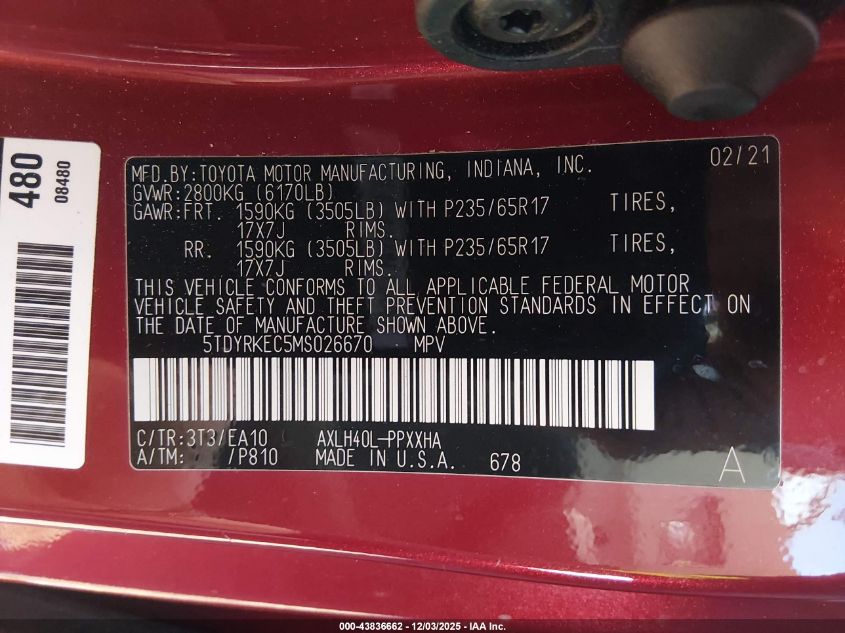 480
08480
MFD.BY:TOYOTA MOTOR MANUFACTURING, INDIANA, INC. 02/21
GVWR:2800KG (6170LB)
GAWR:FRT. 1590KG (3505LB) WITH P235/65R17 TIRES,
17X7J RIMS.
RR. 1590KG (3505LB) WITH P235/65R17 TIRES,
17X7J RIMS.
THIS VEHICLE CONFORMS TO ALL APPLICABLE FEDERAL MOTOR
VEHICLE SAFETY AND THEFT PREVENTION STANDARDS IN EFFECT ON
THE DATE OF MANUFACTURE SHOWN ABOVE.
5TDYRKEC5MS026670 MPV
C/TR:3T3/EA10 AXLH40L-PPXXHA
A/TM: /P810 MADE IN U.S.A. 678
A
000-43836662 - 12/03/2025 - IAA Inc.